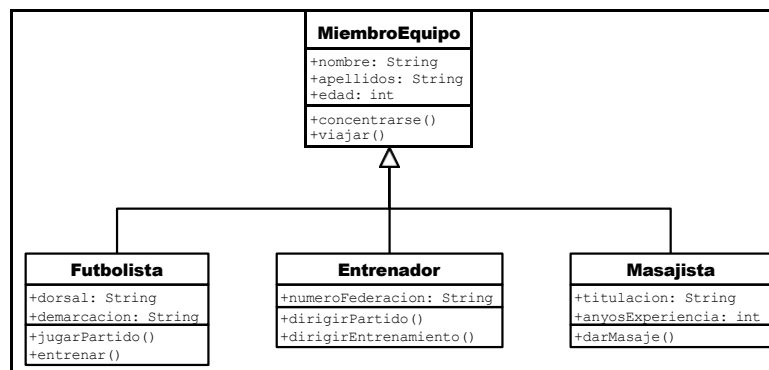 MiembroEquipo
+nombre: String
+apellidos: String
+edad: int
+concentrarse()
+viajar()
Futbolista
+dorsal: String
+demarcacion: String
+jugarPartido()
+entrenar()
Entrenador
+numeroFederacion: String
+dirigirPartido()
+dirigirEntrenamiento()
Masajista
+titulacion: String
+anyosExperiencia: int
+darMasaje()